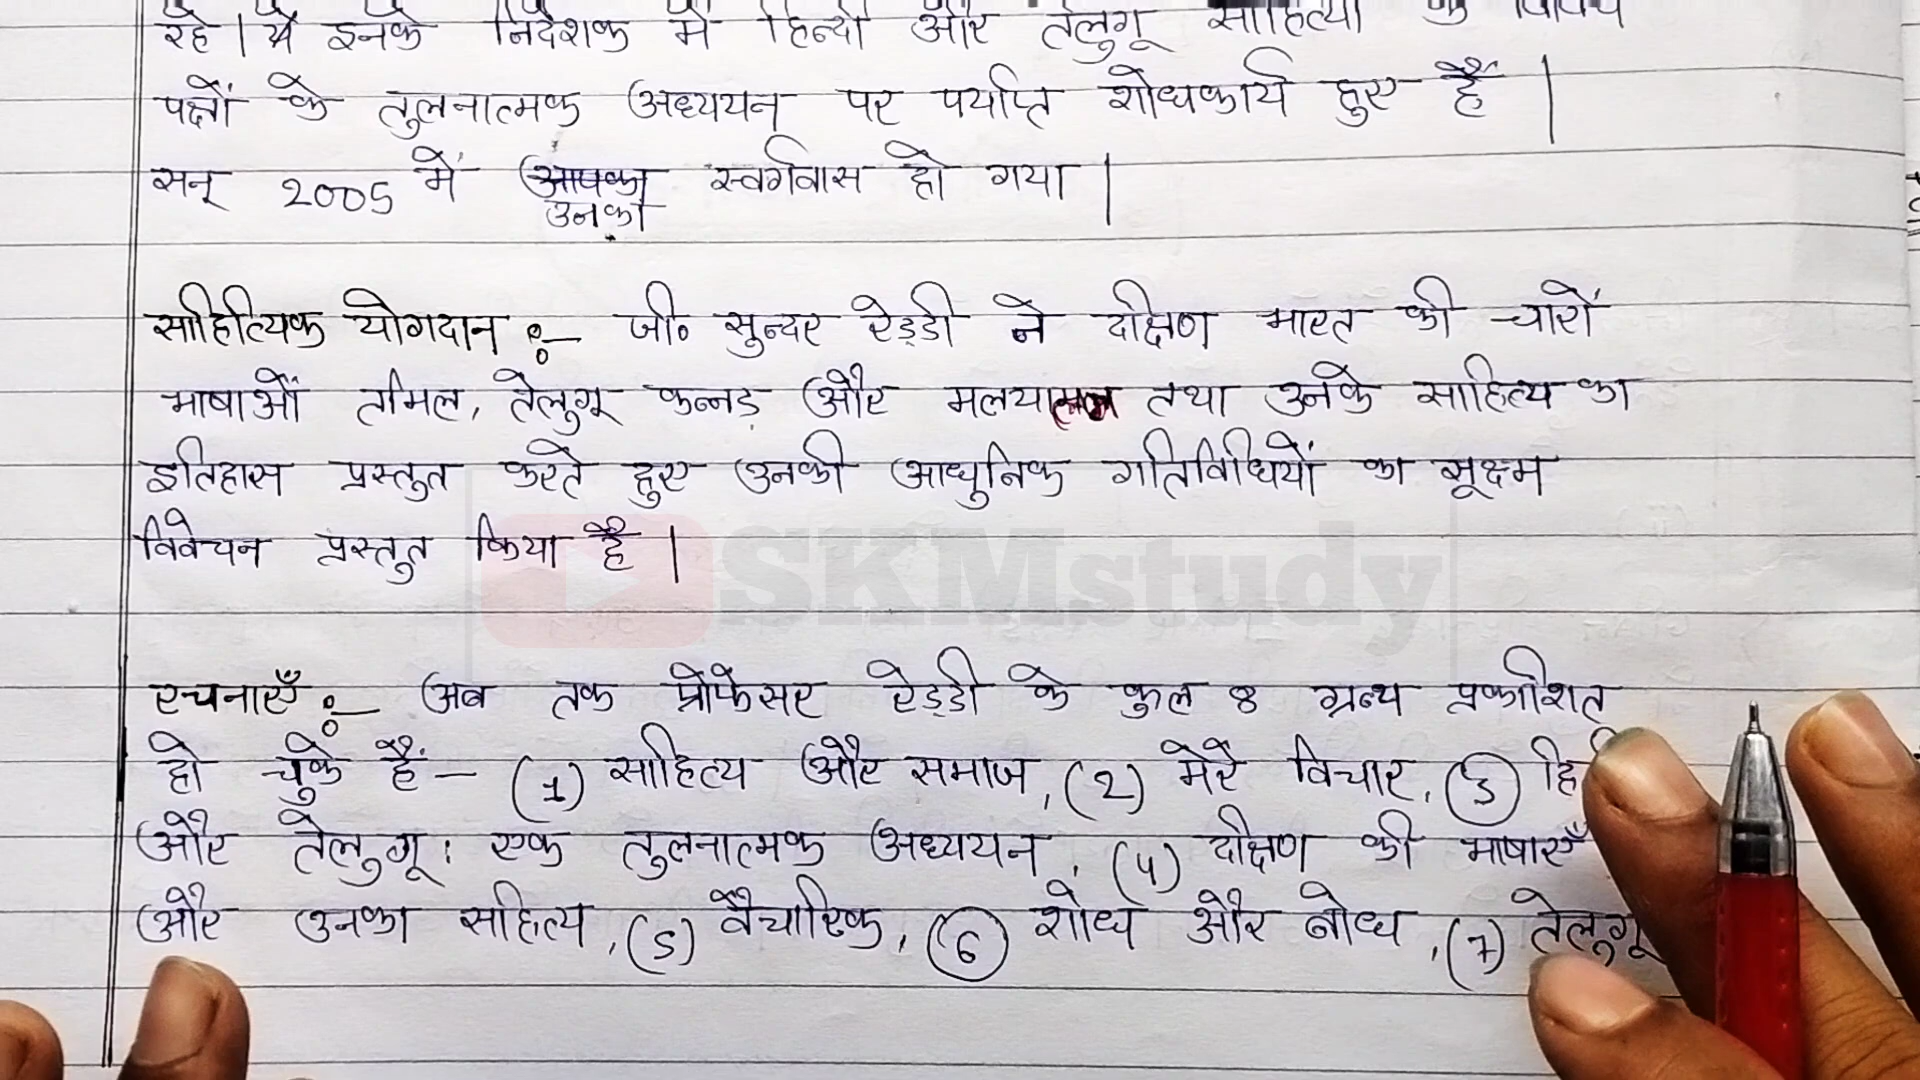 रहे। ये इनके निर्देशक में हिन्दी और तेलुगू साहित्यों के विविध
पक्षों के तुलनात्मक अध्ययन पर पर्याप्त शोधकार्य हुए हैं।
सन् 2005 में आपका स्वर्गवास हो गया।
उनका
साहित्यिक योगदान :- जी० सुन्दर रेड्डी ने दक्षिण भारत की चारों
भाषाओं तमिल, तेलुगू कन्नड़ और मलयालम तथा उनके साहित्य का
इतिहास प्रस्तुत करते हुए उनकी आधुनिक गतिविधियों का सूक्ष्म
विवेचन प्रस्तुत किया है।
SKMstudy
रचनाएँ :- अब तक प्रोफेसर रेड्डी के कुल 8 ग्रन्थ प्रकाशित
हो चुके हैं- (1) साहित्य और समाज, (2) मेरे विचार, (3) हि
और तेलुगू: एक तुलनात्मक अध्ययन, (4) दक्षिण की भाषाएँ
और उनका सहित्य, (5) वैचारिक, (6) शोध और बोध, (7) तेलुगू